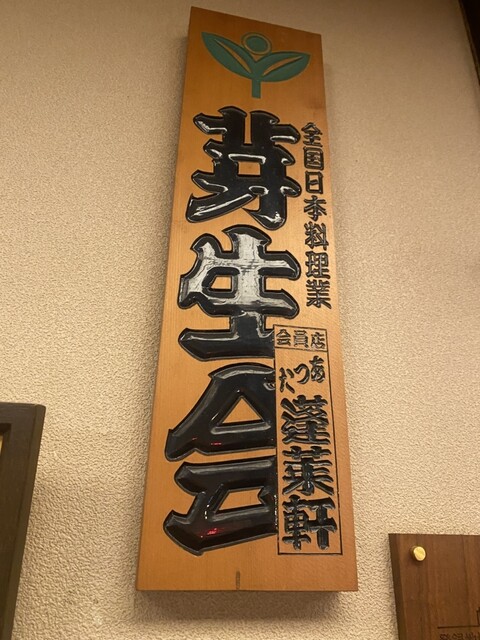 全国日本料理業
芽生会
会員店
あつた
蓬莱軒